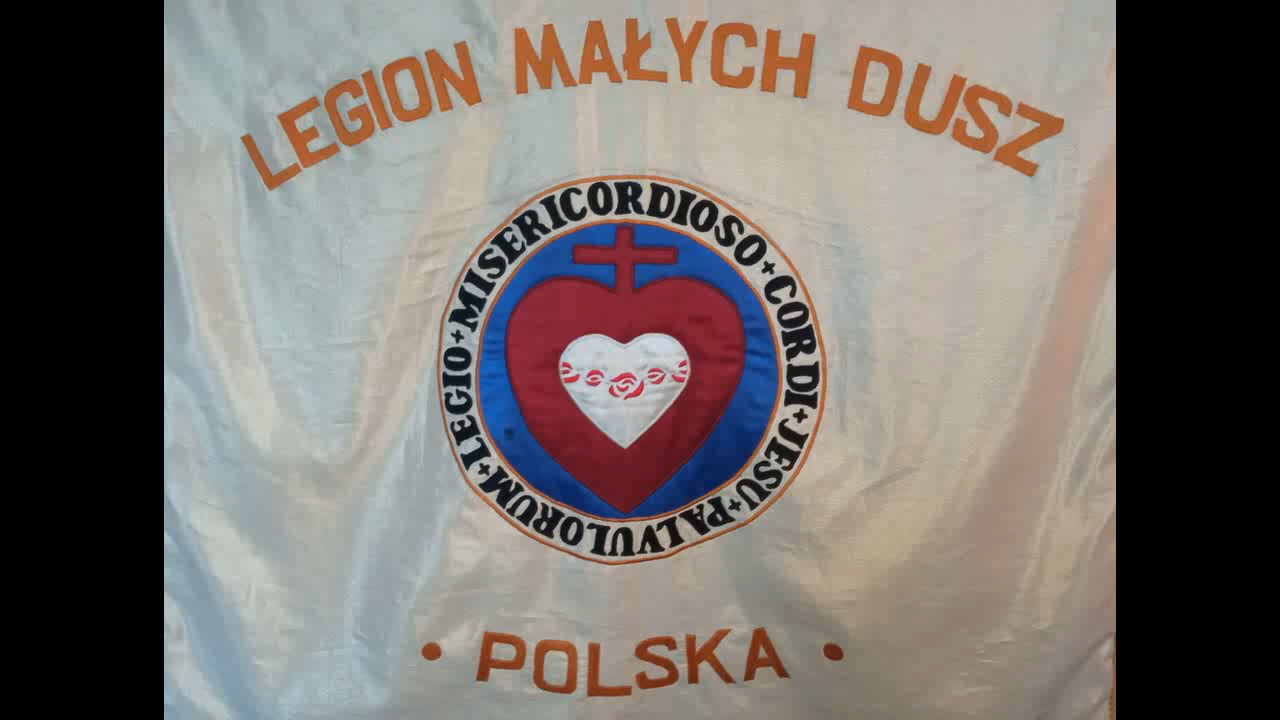 LEGION MAŁYCH DUSZ
LEGIO + MISERICORDIOSO + CORDI + JESU + PALVULORUM +
• POLSKA •